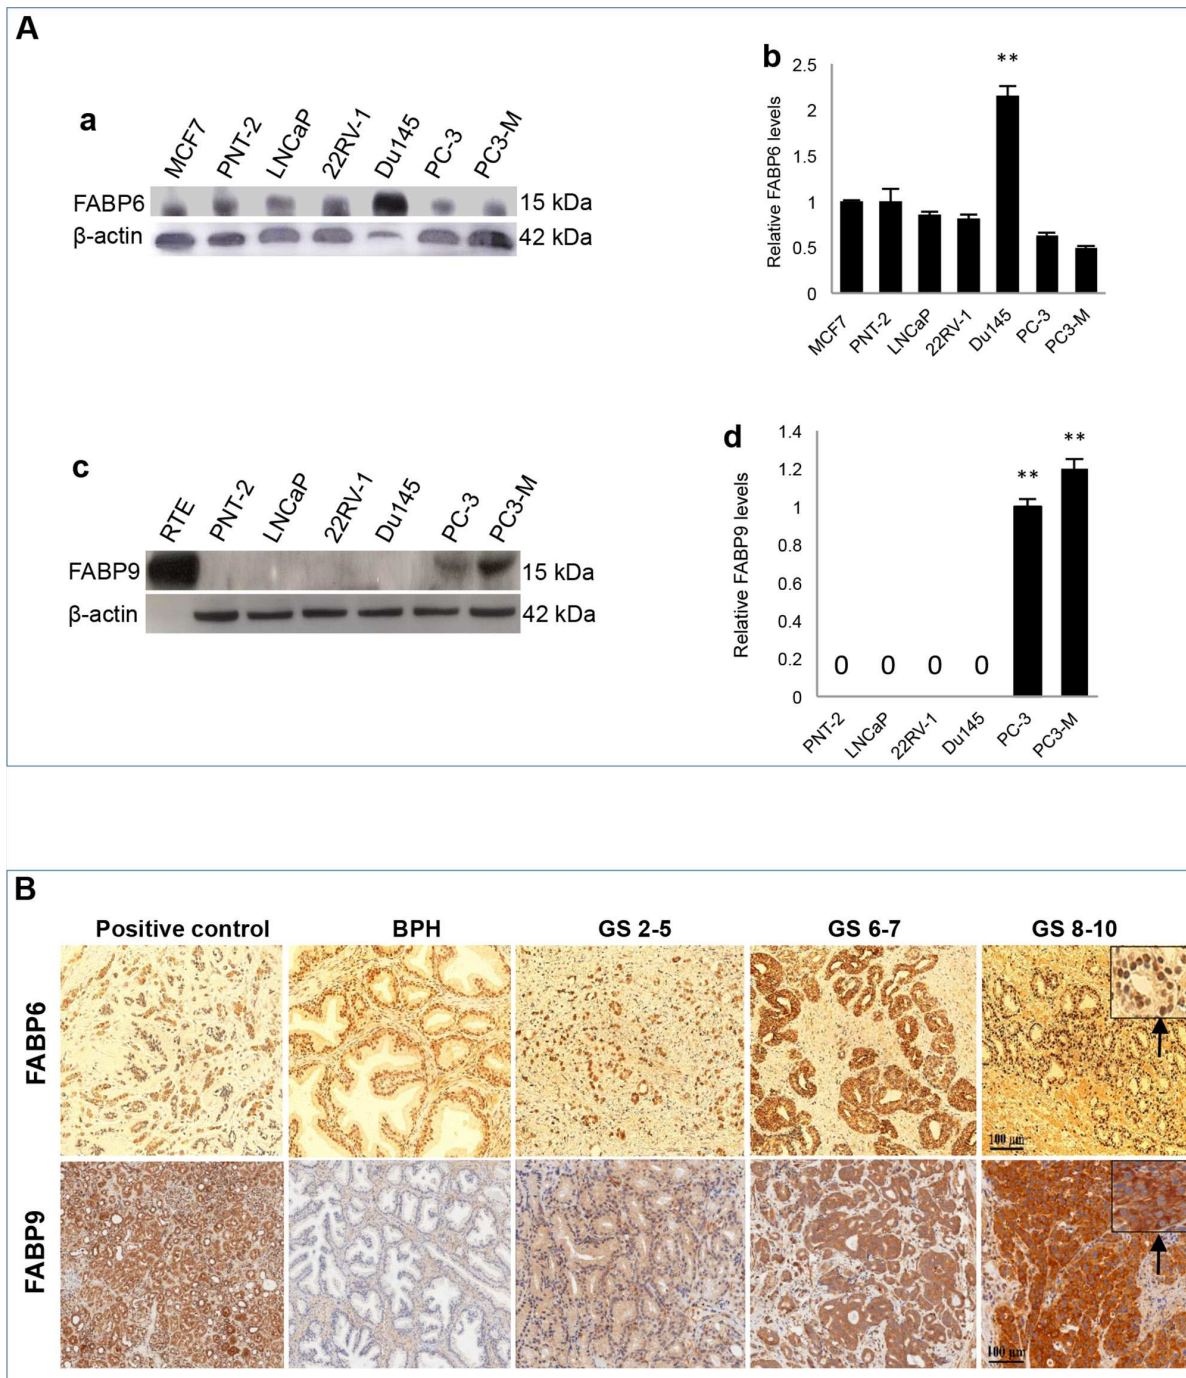 A
a
MCF7 PNT-2 LNCaP 22RV-1 Du145 PC-3 PC3-M
FABP6 15 kDa
β-actin 42 kDa
b
Relative FABP6 levels
2.5
2
1.5
1
0.5
0
**
MCF7 PNT-2 LNCaP 22RV-1 Du145 PC-3 PC3-M
c
RTE PNT-2 LNCaP 22RV-1 Du145 PC-3 PC3-M
FABP9 15 kDa
β-actin 42 kDa
d
Relative FABP9 levels
1.4
1.2
1
0.8
0.6
0.4
0.2
0
0 0 0 0 ** **
PNT-2 LNCaP 22RV-1 Du145 PC-3 PC3-M
B
Positive control BPH GS 2-5 GS 6-7 GS 8-10
FABP6
100 µm
FABP9
100 µm